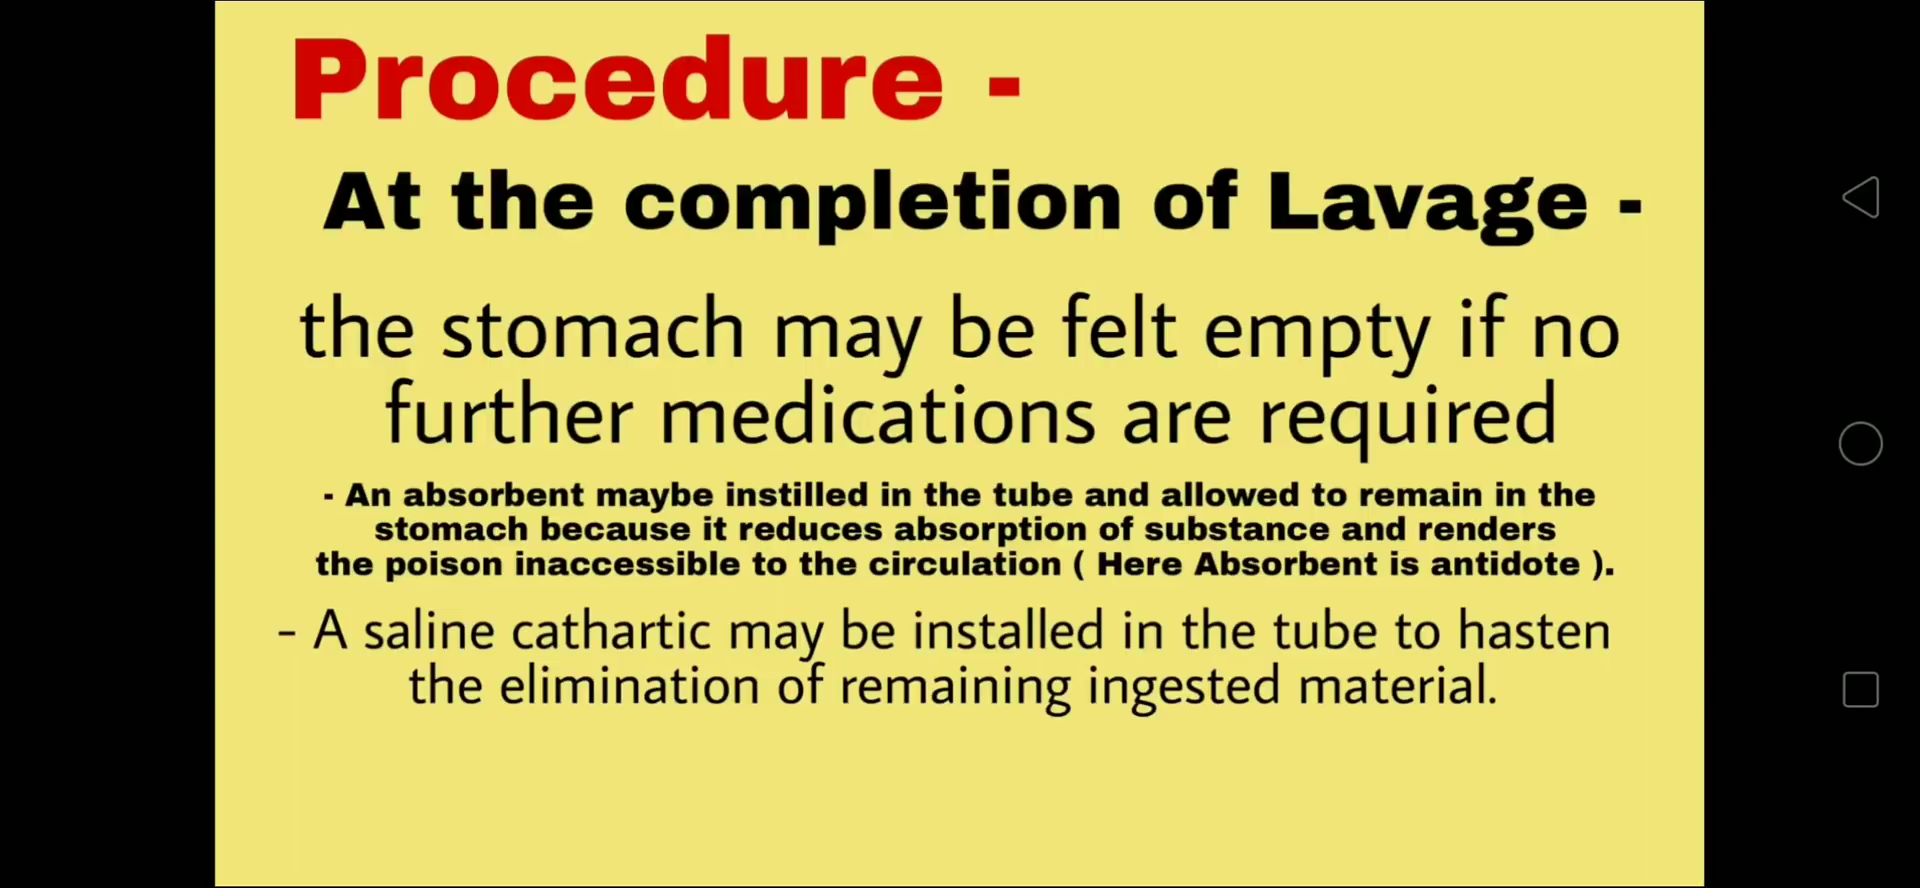 Procedure -
At the completion of Lavage -
the stomach may be felt empty if no
further medications are required
- An absorbent maybe instilled in the tube and allowed to remain in the
stomach because it reduces absorption of substance and renders
the poison inaccessible to the circulation ( Here Absorbent is antidote ).
- A saline cathartic may be installed in the tube to hasten
the elimination of remaining ingested material.